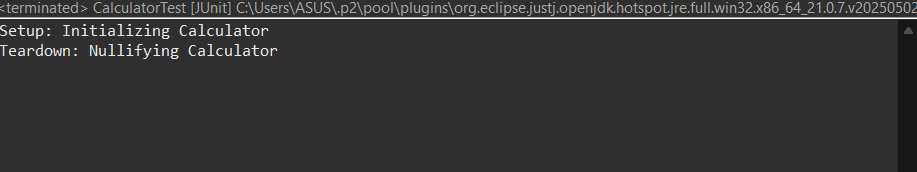 <terminated> CalculatorTest [JUnit] C:\Users\ASUS\.p2\pool\plugins\org.eclipse.justj.openjdk.hotspot.jre.full.win32.x86_64_21.0.7.v20250502
Setup: Initializing Calculator
Teardown: Nullifying Calculator